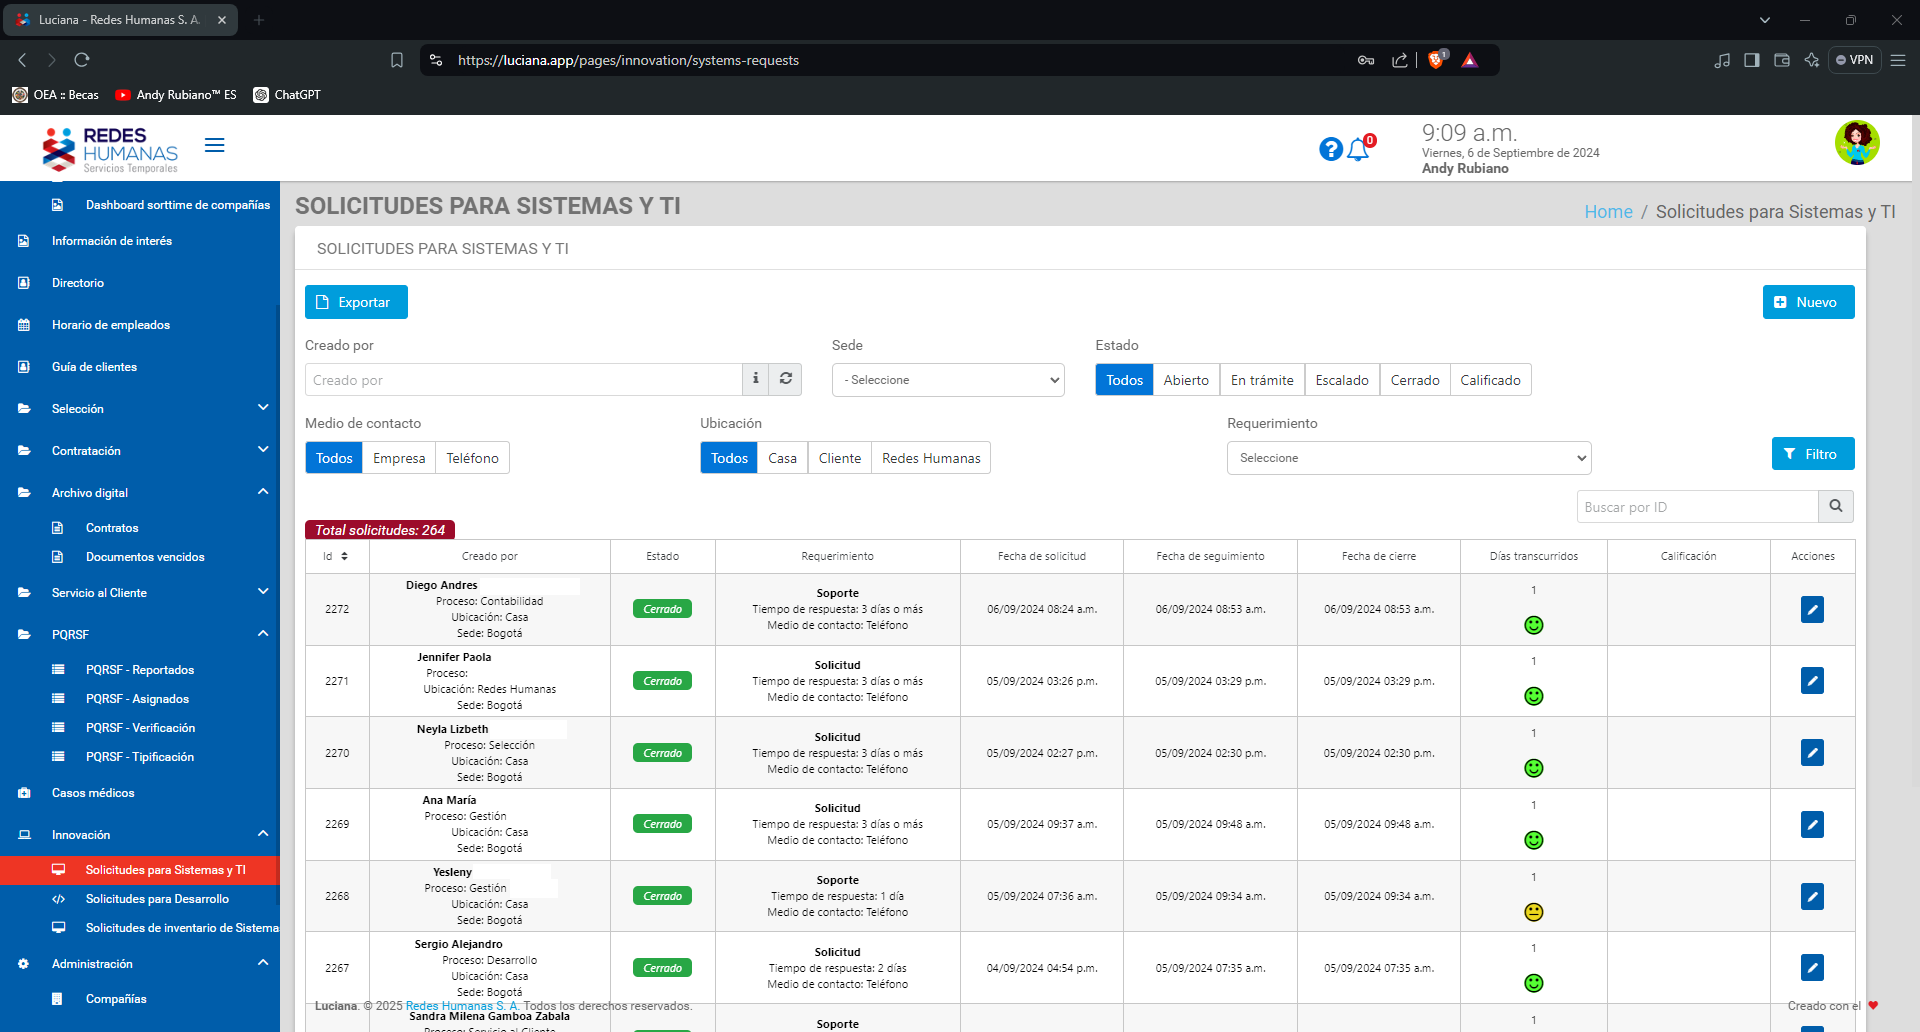 Luciana - Redes Humanas S. A.
https://luciana.app/pages/innovation/systems-requests
1
VPN
OEA :: Becas
Andy Rubiano™ ES
ChatGPT
REDES
HUMANAS
Servicios Temporales
?
0
9:09 a.m.
Viernes, 6 de Septiembre de 2024
Andy Rubiano
Dashboard sorttime de compañías
Información de interés
Directorio
Horario de empleados
Guía de clientes
Selección
Contratación
Archivo digital
Contratos
Documentos vencidos
Servicio al Cliente
PQRSF
PQRSF - Reportados
PQRSF - Asignados
PQRSF - Verificación
PQRSF - Tipificación
Casos médicos
Innovación
Solicitudes para Sistemas y TI
Solicitudes para Desarrollo
Solicitudes de inventario de Sistema
Administración
Compañías
SOLICITUDES PARA SISTEMAS Y TI
Home / Solicitudes para Sistemas y TI
SOLICITUDES PARA SISTEMAS Y TI
Exportar
Nuevo
Creado por
Sede
Estado
Creado por
- Seleccione
Todos Abierto En trámite Escalado Cerrado Calificado
Medio de contacto
Ubicación
Requerimiento
Todos Empresa Teléfono
Todos Casa Cliente Redes Humanas
Seleccione
Filtro
Buscar por ID
Total solicitudes: 264
Id Creado por Estado Requerimiento Fecha de solicitud Fecha de seguimiento Fecha de cierre Días transcurridos Calificación Acciones
2272
Diego Andres
Proceso: Contabilidad
Ubicación: Casa
Sede: Bogotá
Cerrado
Soporte
Tiempo de respuesta: 3 días o más
Medio de contacto: Teléfono
06/09/2024 08:24 a.m.
06/09/2024 08:53 a.m.
06/09/2024 08:53 a.m.
1
2271
Jennifer Paola
Proceso:
Ubicación: Redes Humanas
Sede: Bogotá
Cerrado
Solicitud
Tiempo de respuesta: 3 días o más
Medio de contacto: Teléfono
05/09/2024 03:26 p.m.
05/09/2024 03:29 p.m.
05/09/2024 03:29 p.m.
1
2270
Neyla Lizbeth
Proceso: Selección
Ubicación: Casa
Sede: Bogotá
Cerrado
Solicitud
Tiempo de respuesta: 3 días o más
Medio de contacto: Teléfono
05/09/2024 02:27 p.m.
05/09/2024 02:30 p.m.
05/09/2024 02:30 p.m.
1
2269
Ana María
Proceso: Gestión
Ubicación: Casa
Sede: Bogotá
Cerrado
Solicitud
Tiempo de respuesta: 3 días o más
Medio de contacto: Teléfono
05/09/2024 09:37 a.m.
05/09/2024 09:48 a.m.
05/09/2024 09:48 a.m.
1
2268
Yesleny
Proceso: Gestión
Ubicación: Casa
Sede: Bogotá
Cerrado
Soporte
Tiempo de respuesta: 1 día
Medio de contacto: Teléfono
05/09/2024 07:36 a.m.
05/09/2024 09:34 a.m.
05/09/2024 09:34 a.m.
1
2267
Sergio Alejandro
Proceso: Desarrollo
Ubicación: Casa
Sede: Bogotá
Cerrado
Solicitud
Tiempo de respuesta: 2 días
Medio de contacto: Teléfono
04/09/2024 04:54 p.m.
05/09/2024 07:35 a.m.
05/09/2024 07:35 a.m.
1
Luciana. © 2025 Redes Humanas S. A. Todos los derechos reservados.
Creado con el
Sandra Milena Gamboa Zabala
Proceso: Servicio al Cliente
Soporte
1